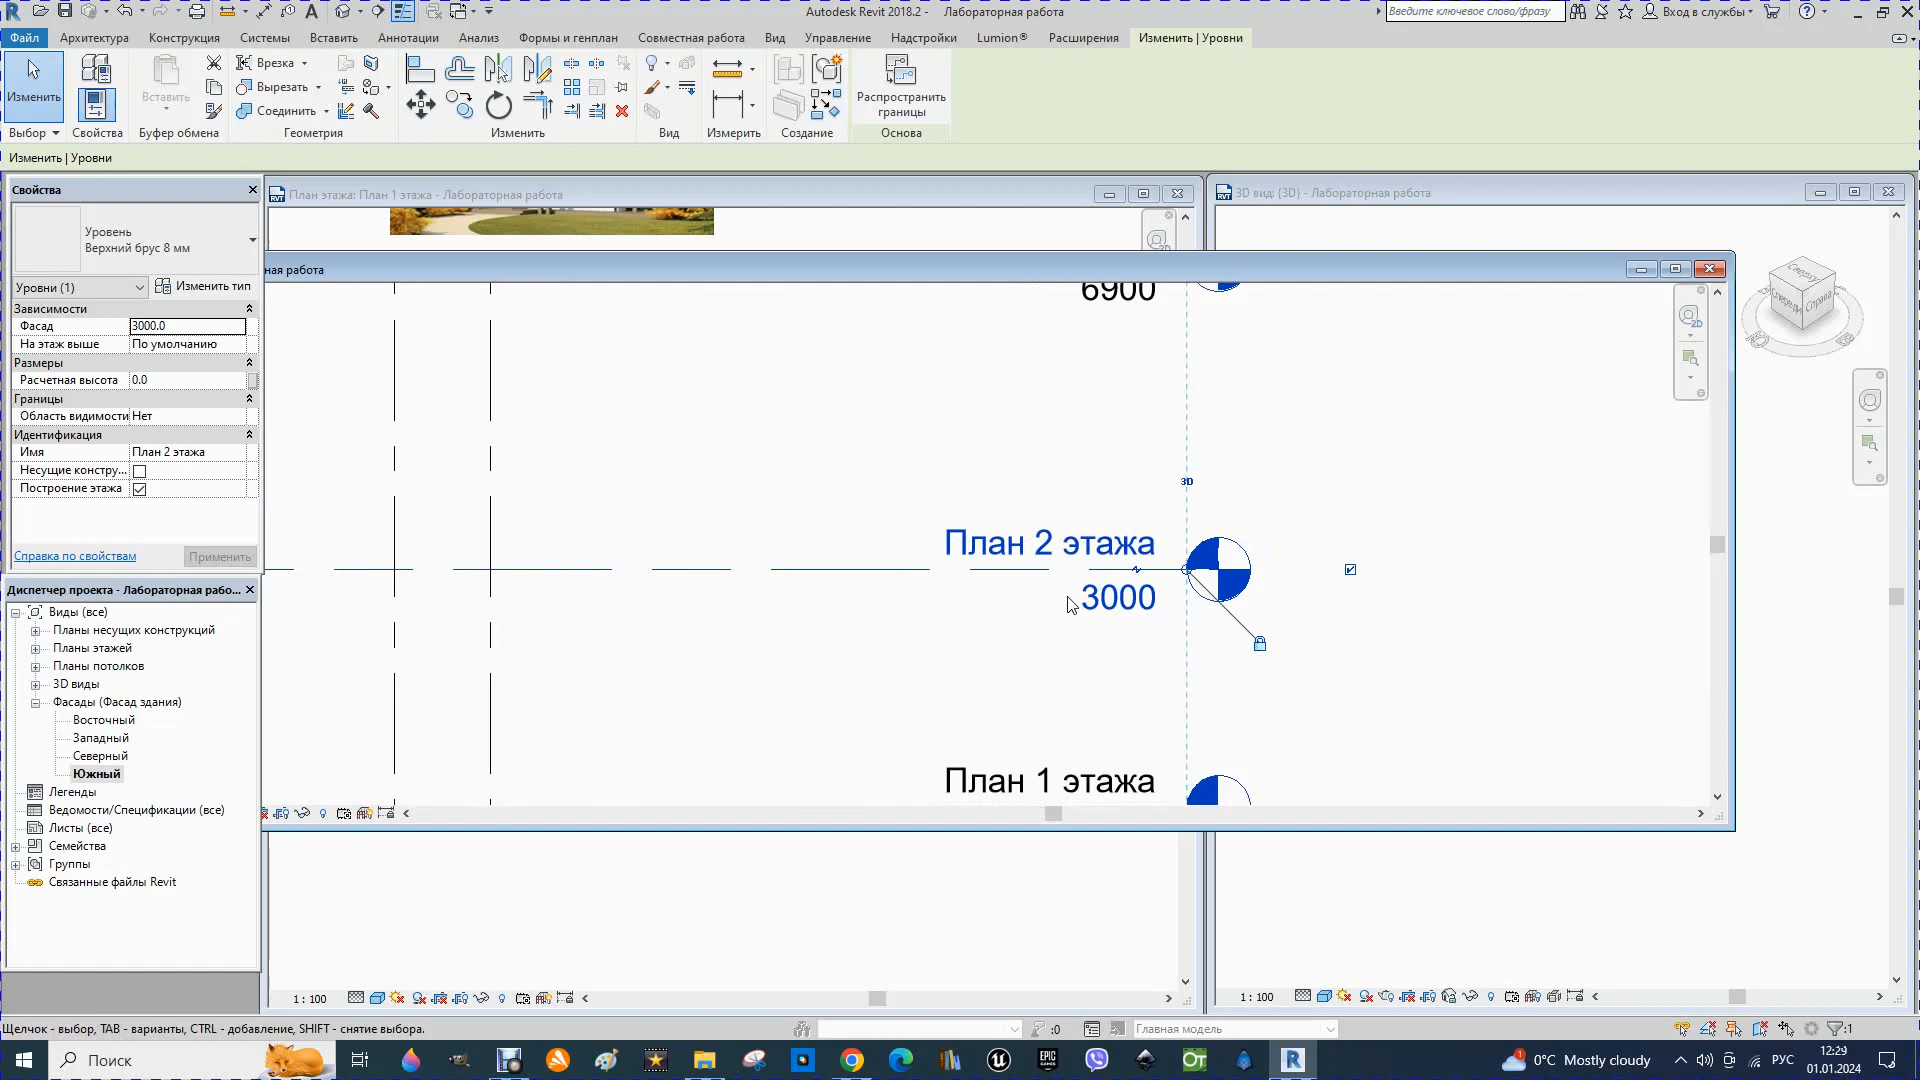 Autodesk Revit 2018.2 - Лабораторная работа
Введите ключевое слово/фразу
Вход в службы
Файл Архитектура Конструкция Системы Вставить Аннотации Анализ Формы и генплан Совместная работа Вид Управление Надстройки Lumion® Расширения Изменить | Уровни
Изменить
Вставить
Врезка
Вырезать
Соединить
Распространить границы
Выбор Свойства Буфер обмена Геометрия Изменить Вид Измерить Создание Основа
Изменить | Уровни
Свойства
Уровень
Верхний брус 8 мм
Уровни (1)
Изменить тип
Зависимости
Фасад 3000.0
На этаж выше По умолчанию
Размеры
Расчетная высота 0.0
Границы
Область видимости Нет
Идентификация
Имя План 2 этажа
Несущие констру...
Построение этажа
Справка по свойствам
Применить
Диспетчер проекта - Лабораторная рабо...
Виды (все)
Планы несущих конструкций
Планы этажей
Планы потолков
3D виды
Фасады (Фасад здания)
Восточный
Западный
Северный
Южный
Легенды
Ведомости/Спецификации (все)
Листы (все)
Семейства
Группы
Связанные файлы Revit
План этажа: План 1 этажа - Лабораторная работа
3D вид: {3D} - Лабораторная работа
ная работа
6900
3D
План 2 этажа
3000
План 1 этажа
2D
Сверху
Спереди
Справа
1 : 100
1 : 100
Щелчок - выбор, TAB - варианты, CTRL - добавление, SHIFT - снятие выбора.
:0
Главная модель
:1
Поиск
0°C Mostly cloudy
РУС
12:29
01.01.2024